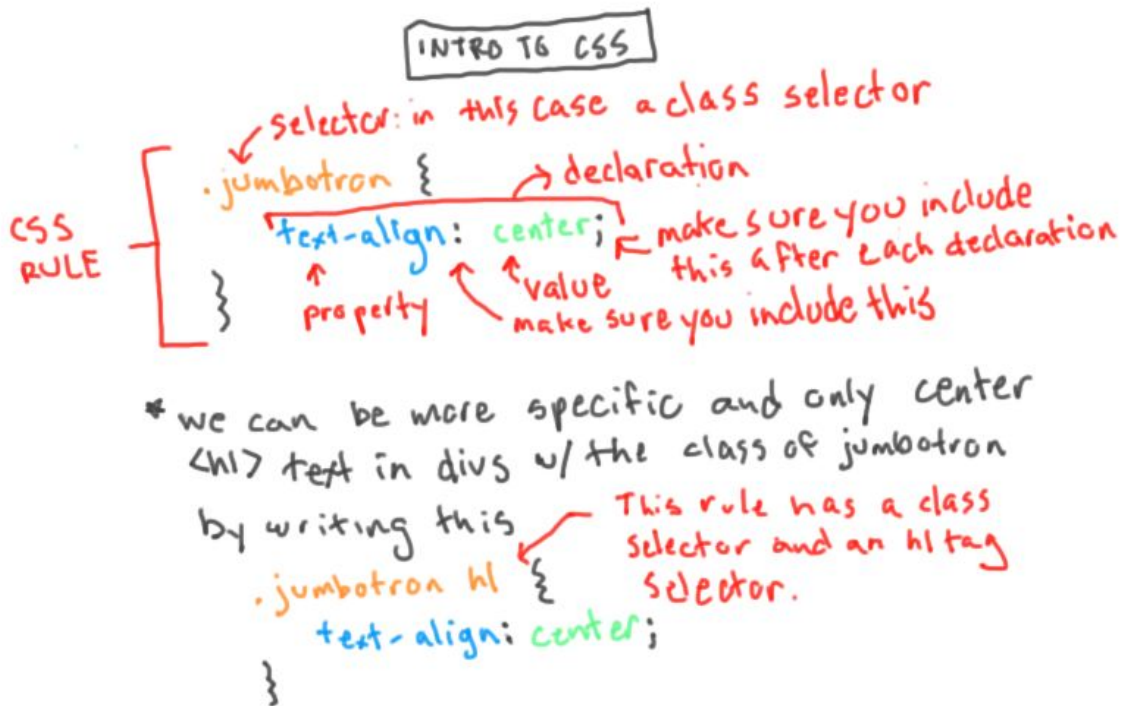 INTRO TO CSS
selector: in this case a class selector
.jumbotron {
declaration
CSS
RULE
text-align: center;
make sure you include
this after each declaration
property
value
make sure you include this
}
* we can be more specific and only center
<h1> text in divs w/ the class of jumbotron
by writing this
This rule has a class
selector and an h1 tag
selector.
.jumbotron h1 {
text-align: center;
}